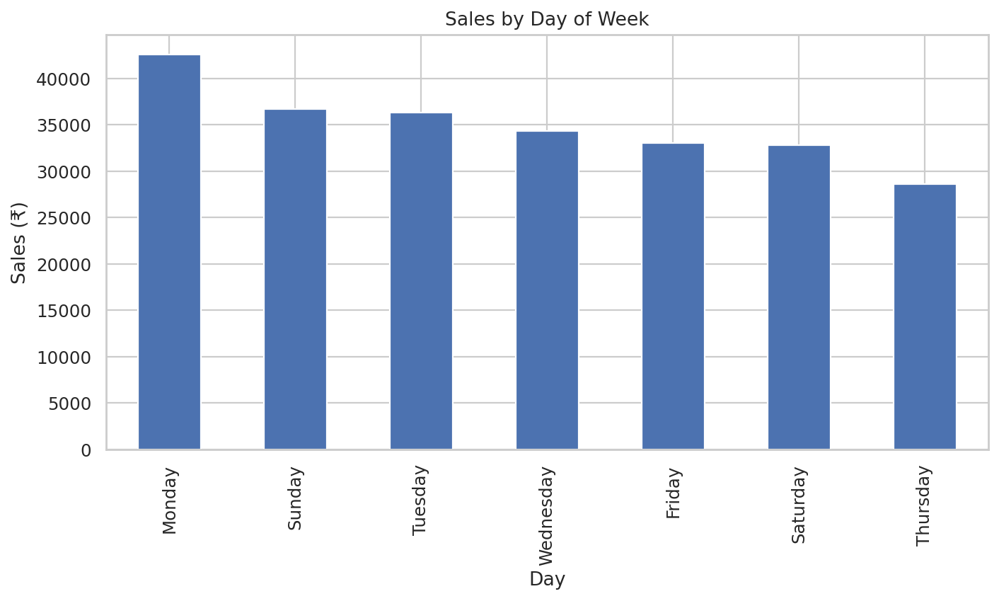 Sales by Day of Week
Sales (₹)
40000
35000
30000
25000
20000
15000
10000
5000
0
Monday
Sunday
Tuesday
Wednesday
Friday
Saturday
Thursday
Day